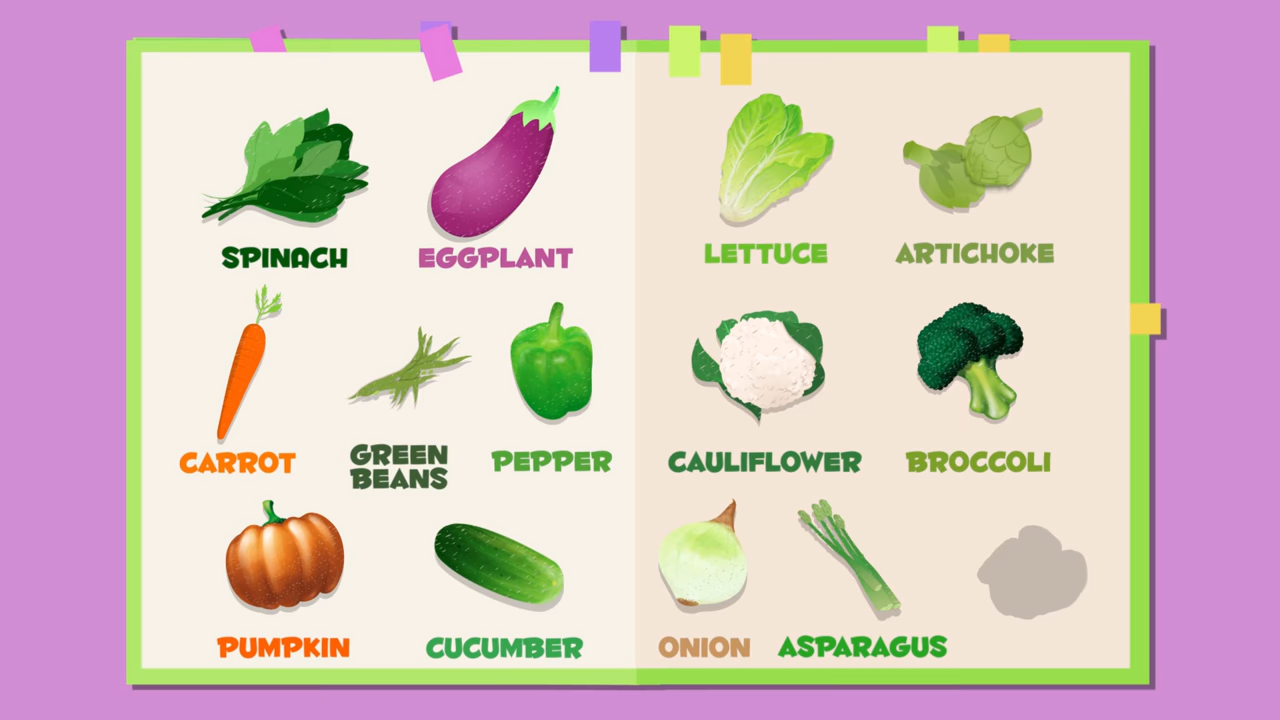 SPINACH
EGGPLANT
LETTUCE
ARTICHOKE
CARROT
GREEN
BEANS
PEPPER
CAULIFLOWER
BROCCOLI
PUMPKIN
CUCUMBER
ONION
ASPARAGUS